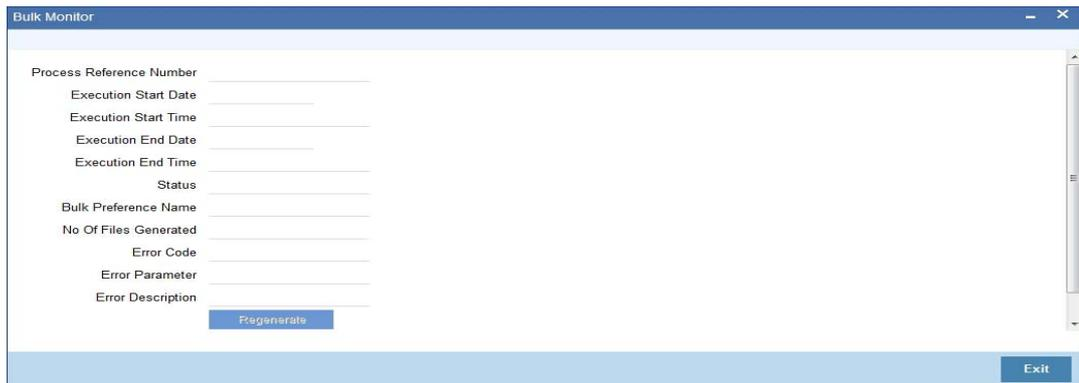 Bulk Monitor
Process Reference Number
Execution Start Date
Execution Start Time
Execution End Date
Execution End Time
Status
Bulk Preference Name
No Of Files Generated
Error Code
Error Parameter
Error Description
Regenerate
Exit